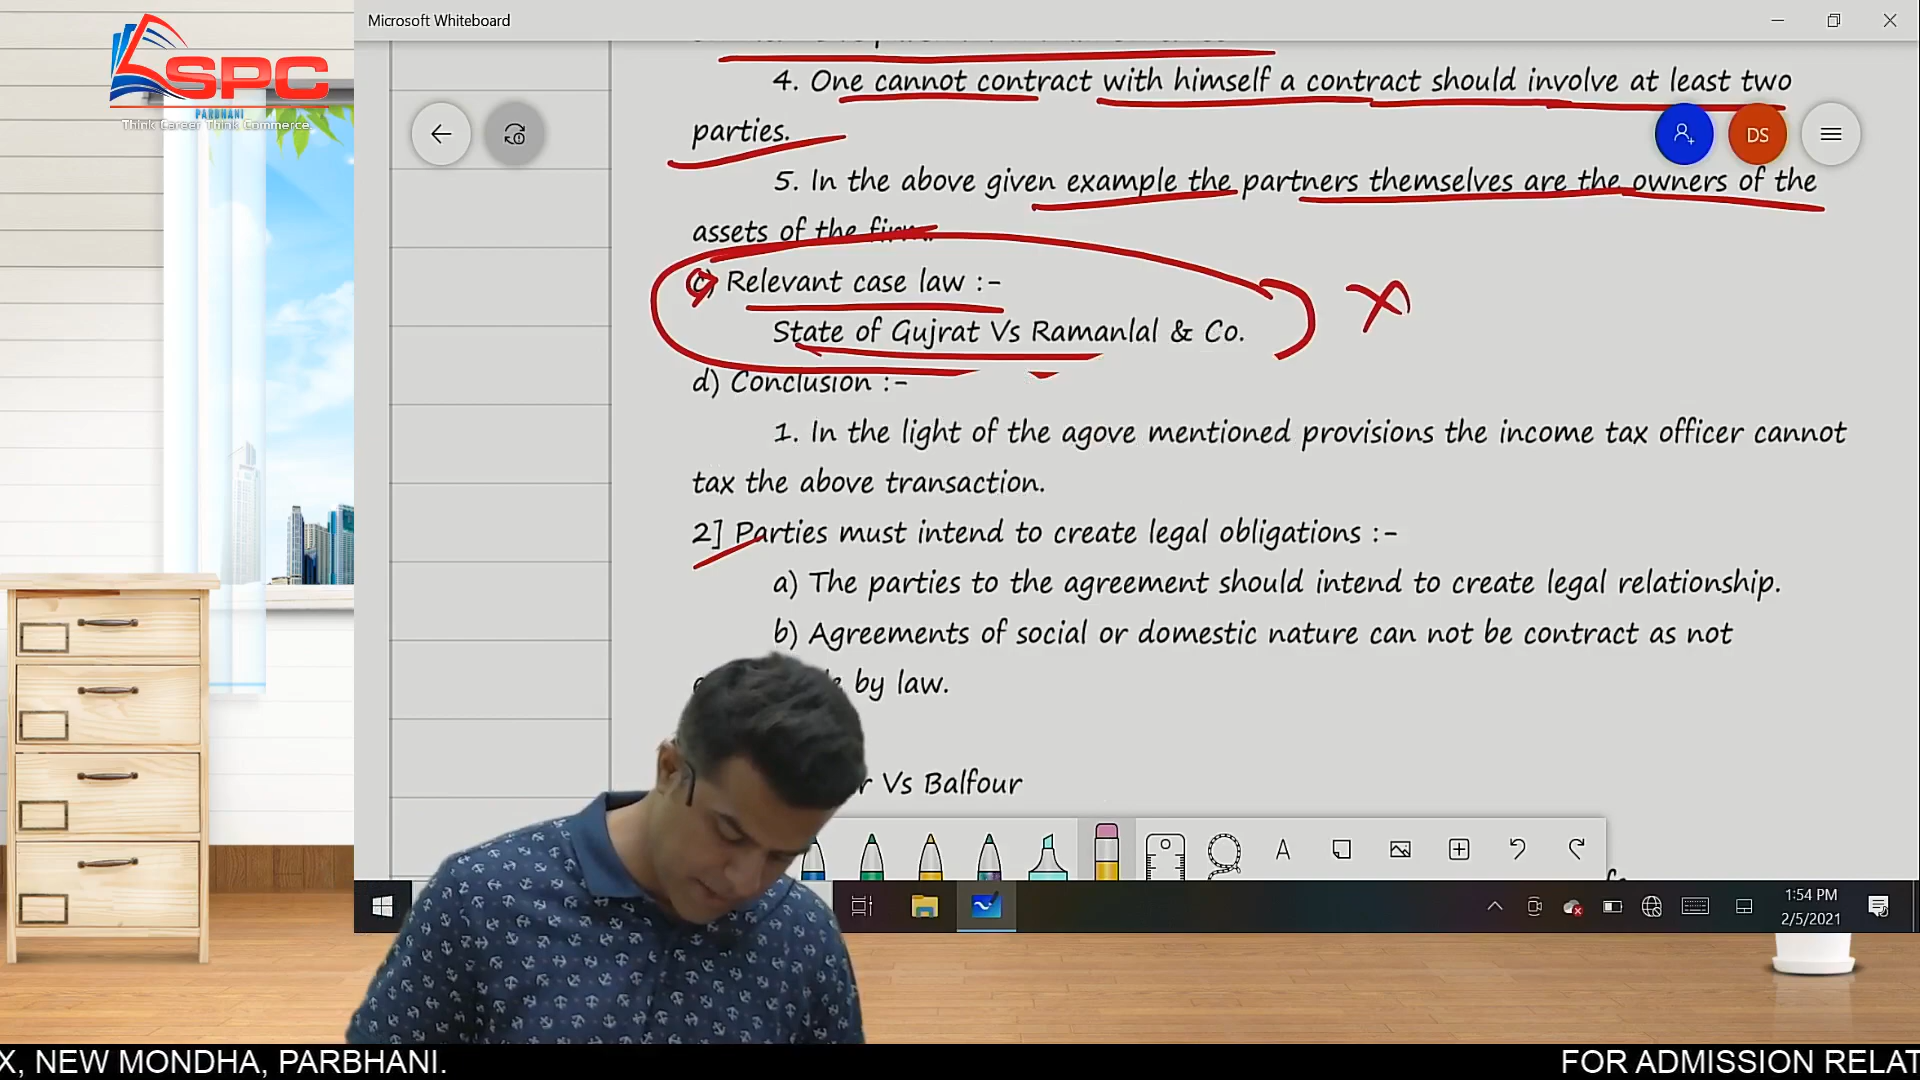 Microsoft Whiteboard
SPC
PARBHANI
Think Career Think Commerce.
4. One cannot contract with himself a contract should involve at least two
parties.
DS
5. In the above given example the partners themselves are the owners of the
assets of the firm.
c) Relevant case law :-
State of Gujrat Vs Ramanlal & Co.
d) Conclusion :-
1. In the light of the agove mentioned provisions the income tax officer cannot
tax the above transaction.
2] Parties must intend to create legal obligations :-
a) The parties to the agreement should intend to create legal relationship.
b) Agreements of social or domestic nature can not be contract as not
by law.
Vs Balfour
1:54 PM
2/5/2021
X, NEW MONDHA, PARBHANI.
FOR ADMISSION RELAT